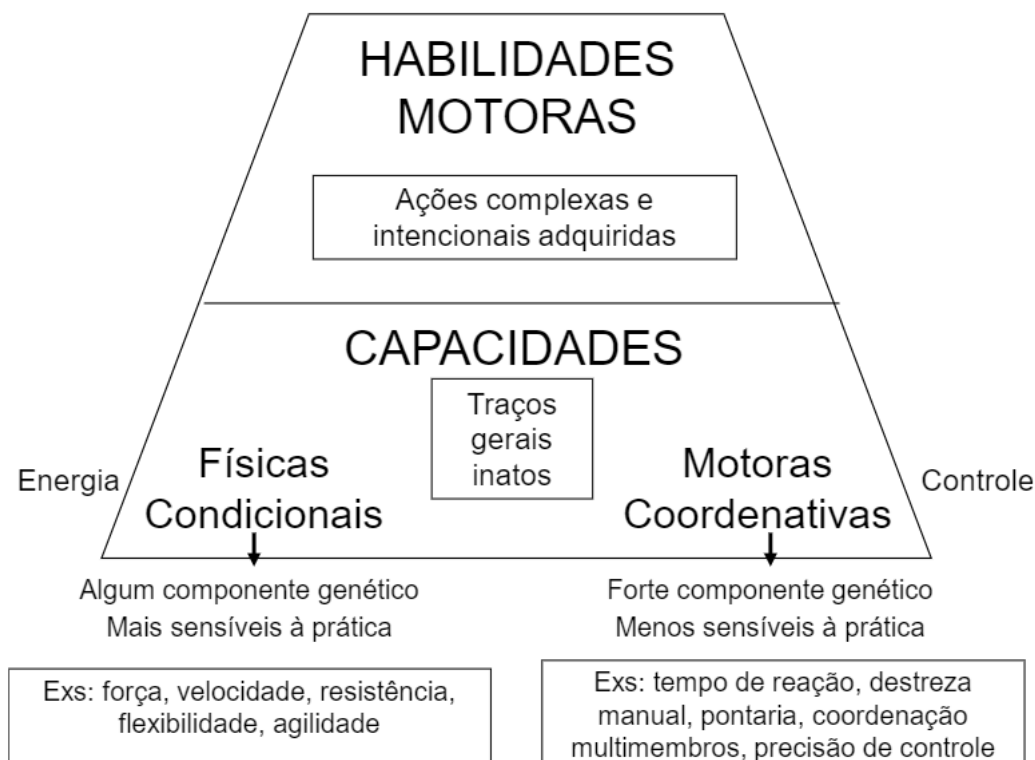 HABILIDADES
MOTORAS
Ações complexas e
intencionais adquiridas
CAPACIDADES
Traços
gerais
inatos
Energia
Físicas
Condicionais
Motoras
Coordenativas
Controle
Algum componente genético
Mais sensíveis à prática
Forte componente genético
Menos sensíveis à prática
Exs: força, velocidade, resistência,
flexibilidade, agilidade
Exs: tempo de reação, destreza
manual, pontaria, coordenação
multimembros, precisão de controle